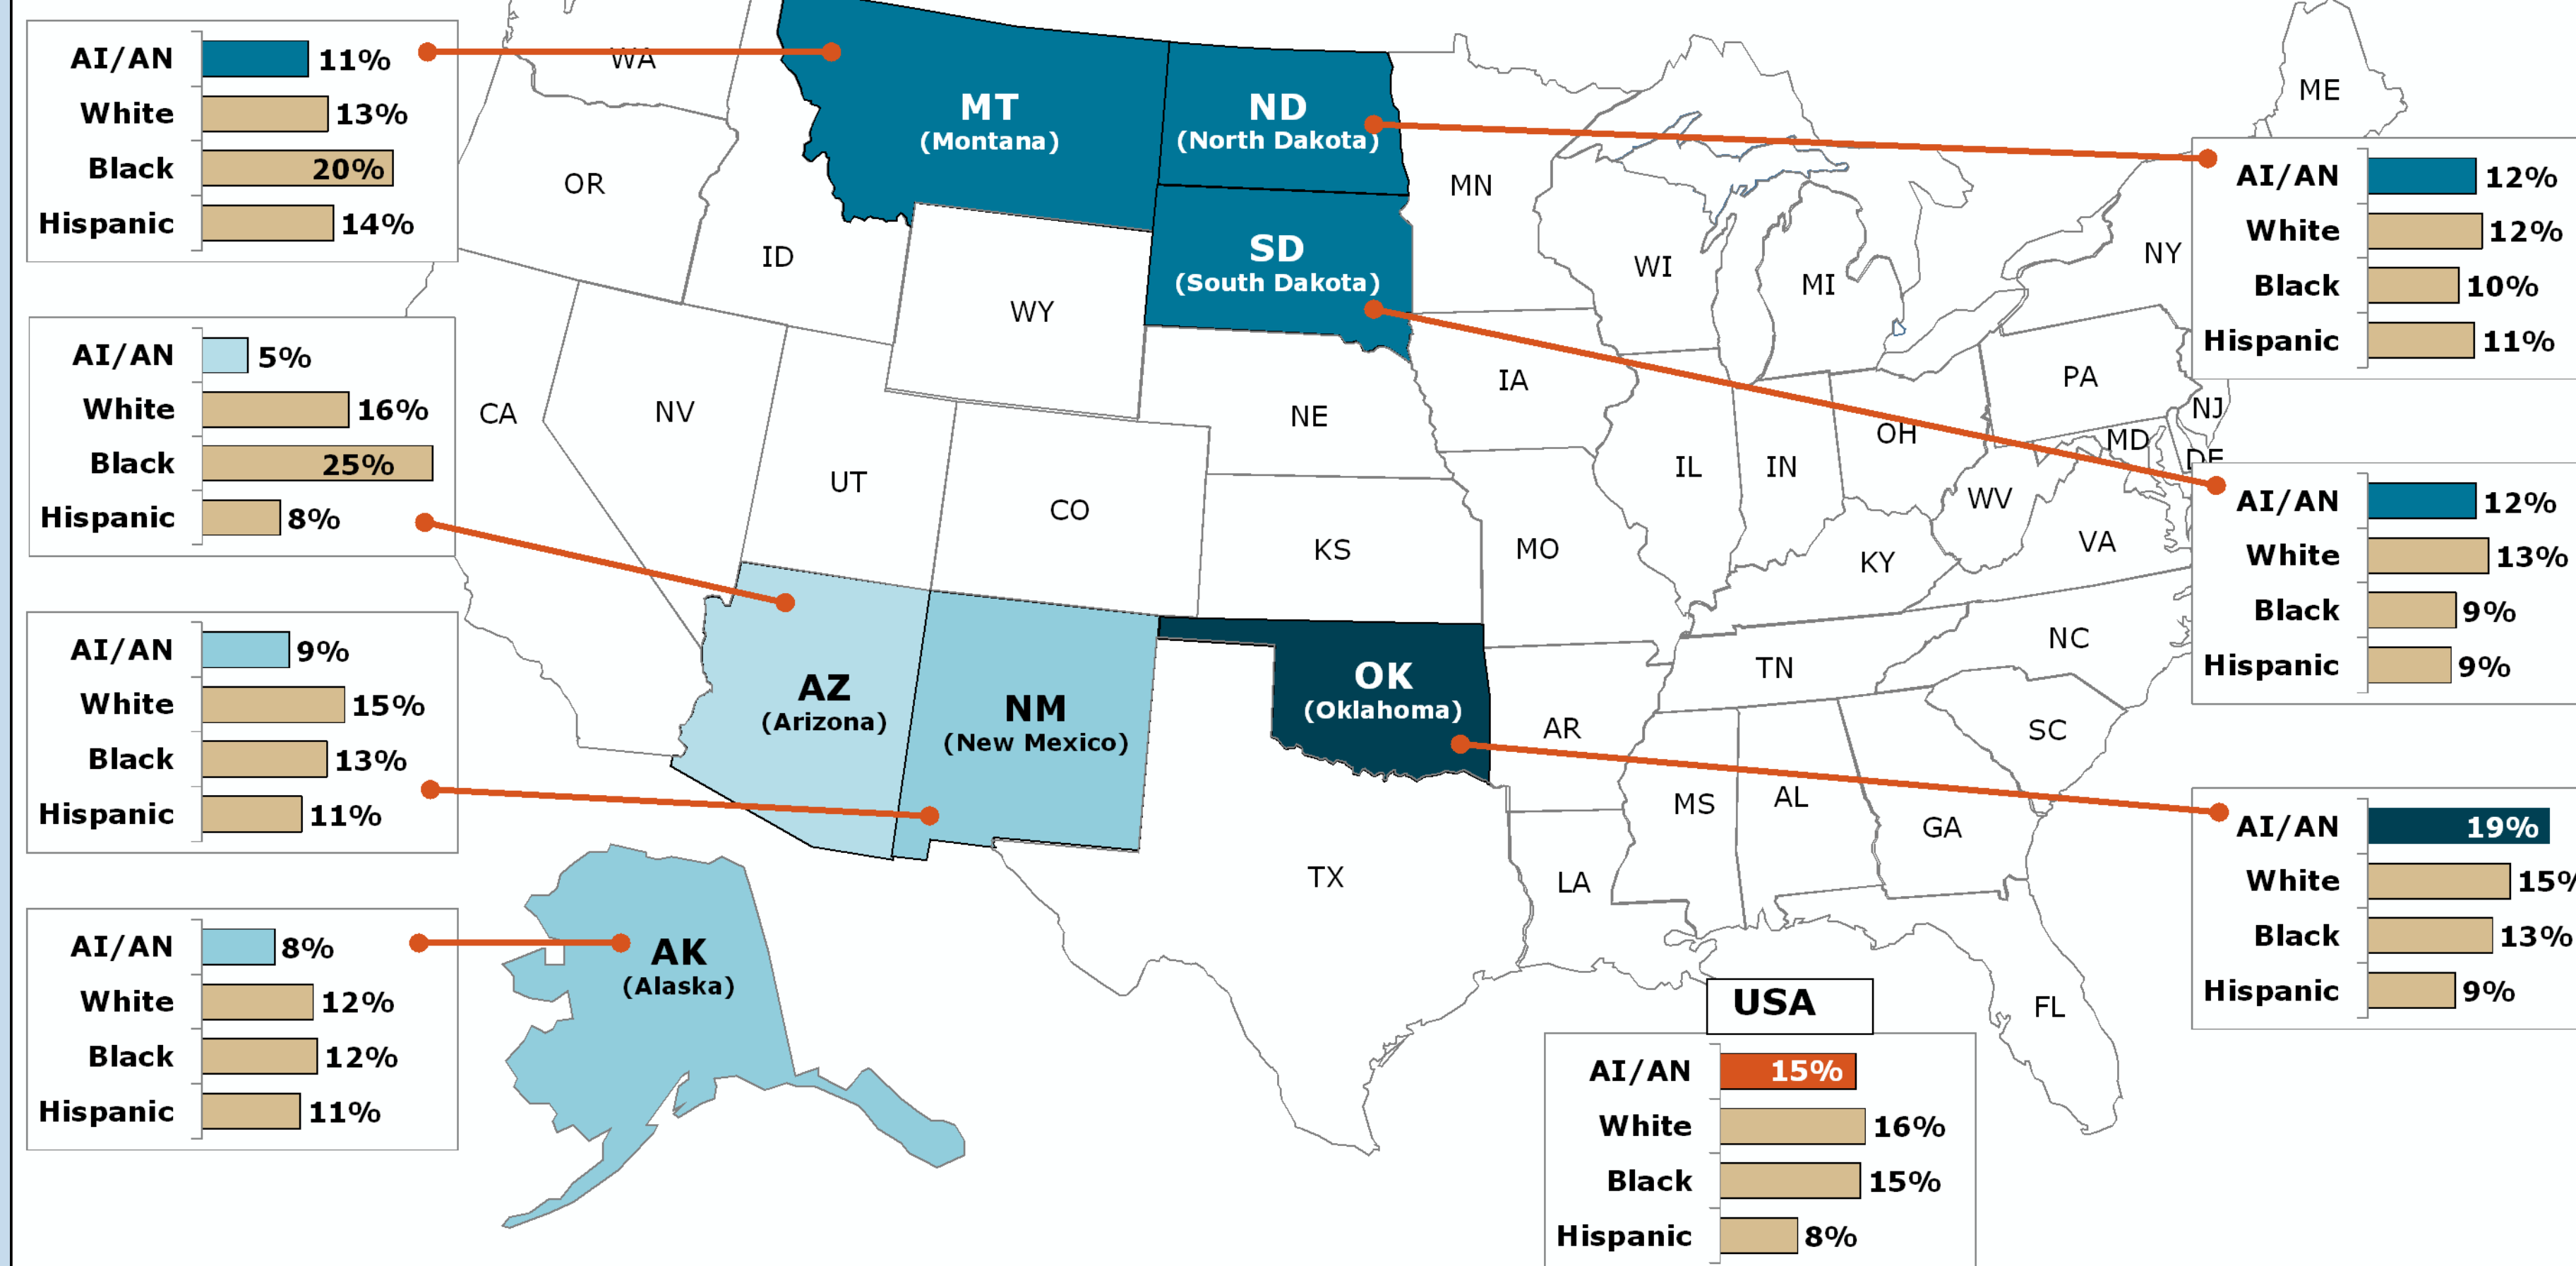 AI/AN 11%
White 13%
Black 20%
Hispanic 14%
AI/AN 5%
White 16%
Black 25%
Hispanic 8%
AI/AN 9%
White 15%
Black 13%
Hispanic 11%
AI/AN 8%
White 12%
Black 12%
Hispanic 11%
WA
OR
ID
MT
(Montana)
ND
(North Dakota)
SD
(South Dakota)
WY
MN
WI
MI
NY
ME
CA
NV
UT
CO
NE
KS
IA
IL
IN
OH
PA
NJ
MD
DE
WV
VA
MO
KY
AZ
(Arizona)
NM
(New Mexico)
OK
(Oklahoma)
TX
AR
LA
TN
NC
SC
MS
AL
GA
FL
AK
(Alaska)
AI/AN 12%
White 12%
Black 10%
Hispanic 11%
AI/AN 12%
White 13%
Black 9%
Hispanic 9%
AI/AN 19%
White 15%
Black 13%
Hispanic 9%
USA
AI/AN 15%
White 16%
Black 15%
Hispanic 8%